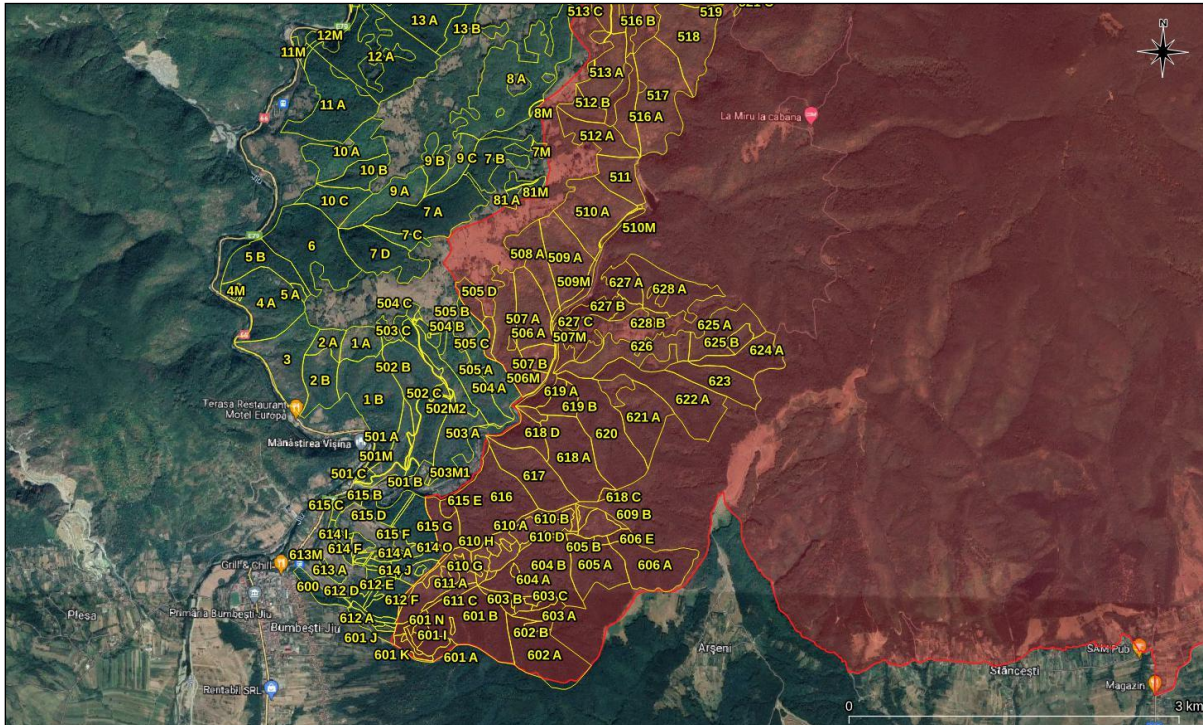 13 A
13 B
513 C
516 B
519
12M
11M
12 A
518
N
8 A
513 A
11 A
512 B
517
8M
516 A
La Miru la cabana
512 A
10 A
9 B
9 C
7 B
7M
10 B
511
9 A
81M
10 C
81 A
7 A
510 A
510M
7 C
6
508 A
509 A
5 B
7 D
509M
627 A
628 A
4M
5 A
4 A
505 D
504 C
505 B
627 B
507 A
627 C
628 B
625 A
503 C
504 B
506 A
507M
2 A
1 A
505 C
626
625 B
624 A
3
502 B
507 B
2 B
505 A
506M
623
504 A
619 A
622 A
1 B
502 C
Terasa Restaurant
Motel Europa
502M2
619 B
621 A
501 A
503 A
618 D
620
Mănăstirea Vișina
501M
618 A
501 C
503M1
617
501 B
615 B
615 E
616
618 C
615 C
615 D
609 B
610 B
615 G
610 A
614 I
615 F
610 D
606 E
610 H
614 F
614 O
605 B
613M
614 A
Grill & Chill
613 A
614 J
610 G
604 B
605 A
606 A
600
612 E
611 A
604 A
612 D
603 C
612 F
611 C
603 B
Primăria Bumbești-Jiu
Pleșa
612 A
601 N
601 B
603 A
Bumbești-Jiu
601 J
601 I
602 B
601 K
601 A
602 A
Arșeni
SAM Pub
Stăncești
Rentabil SRL
Magazin
0
3 km